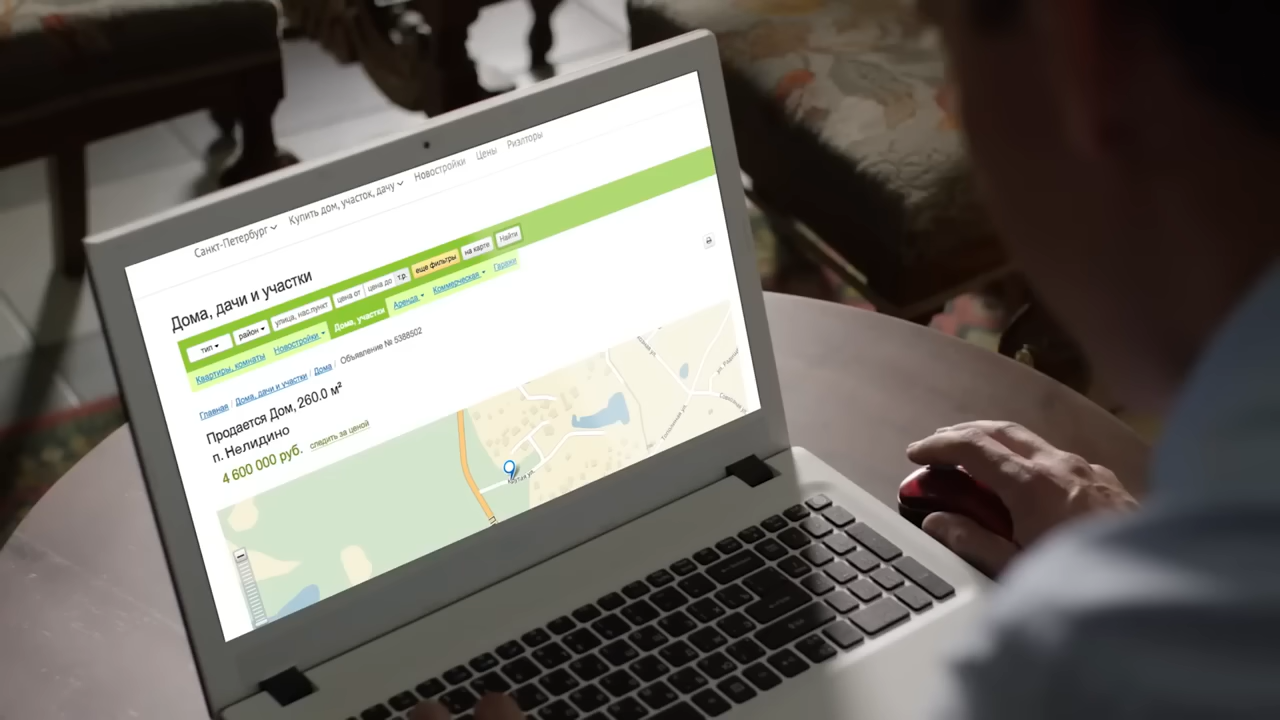 Санкт-Петербург Купить дом, участок, дачу Новостройки Цены Риэлторы
Дома, дачи и участки
тип район улица, нас.пункт цена от цена до т.р. еще фильтры на карте Найти
Квартиры, комнаты Новостройки Дома, участки Аренда Коммерческая Гаражи
Главная / Дома, дачи и участки / Дома / Объявление № 5388502
Продается Дом, 260.0 м²
п. Нелидино
4 600 000 руб. следить за ценой